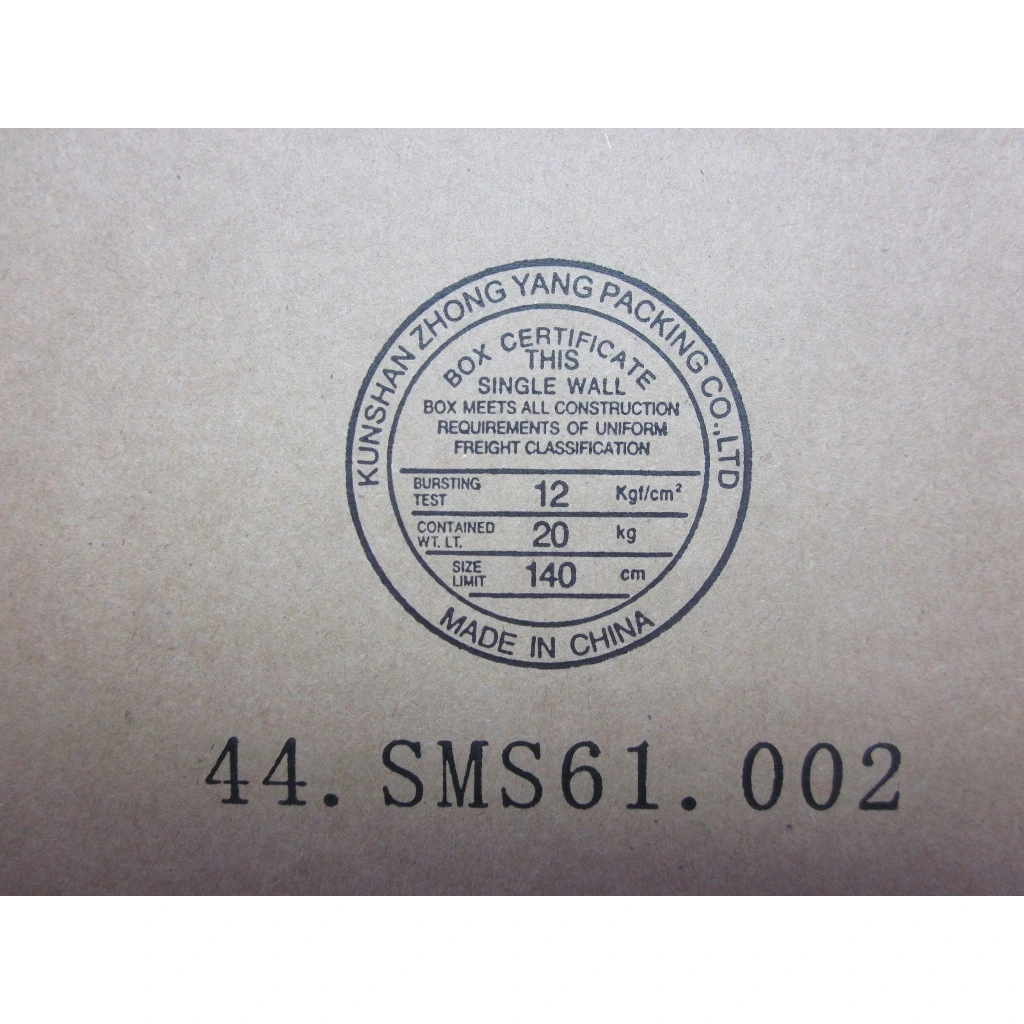 KUNSHAN ZHONG YANG PACKING CO.,LTD
BOX CERTIFICATE
THIS
SINGLE WALL
BOX MEETS ALL CONSTRUCTION
REQUIREMENTS OF UNIFORM
FREIGHT CLASSIFICATION
BURSTING TEST 12 Kgf/cm²
CONTAINED WT. LT. 20 kg
SIZE LIMIT 140 cm
MADE IN CHINA
44.SMS61.002